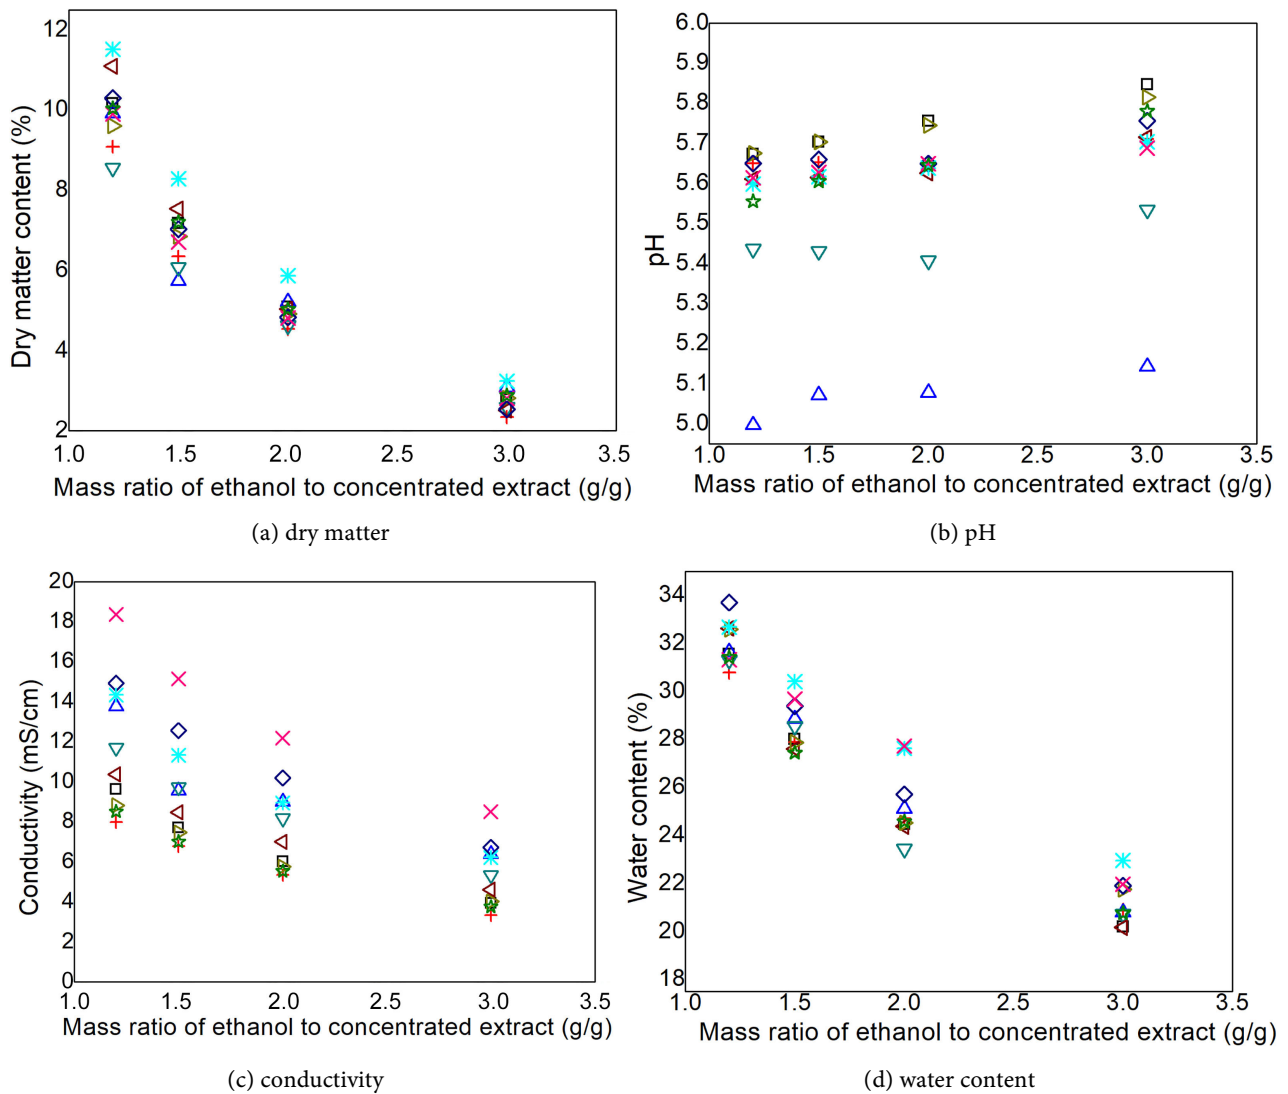 12
10
8
6
4
2
1.0 1.5 2.0 2.5 3.0 3.5
Dry matter content (%)
Mass ratio of ethanol to concentrated extract (g/g)
(a) dry matter
6.0
5.9
5.8
5.7
5.6
5.5
5.4
5.3
5.2
5.1
5.0
1.0 1.5 2.0 2.5 3.0 3.5
pH
Mass ratio of ethanol to concentrated extract (g/g)
(b) pH
20
18
16
14
12
10
8
6
4
2
0
1.0 1.5 2.0 2.5 3.0 3.5
Conductivity (mS/cm)
Mass ratio of ethanol to concentrated extract (g/g)
(c) conductivity
34
32
30
28
26
24
22
20
18
1.0 1.5 2.0 2.5 3.0 3.5
Water content (%)
Mass ratio of ethanol to concentrated extract (g/g)
(d) water content